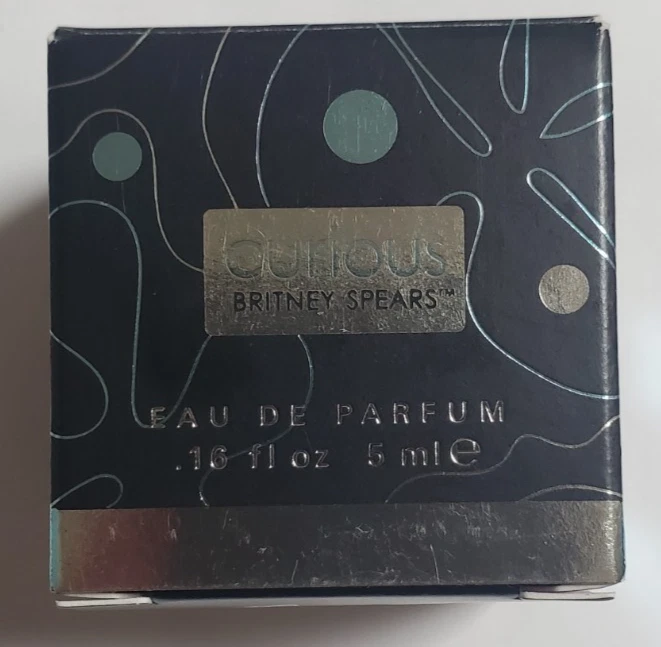 curious
BRITNEY SPEARS™
EAU DE PARFUM
.16 fl oz 5 ml ℮